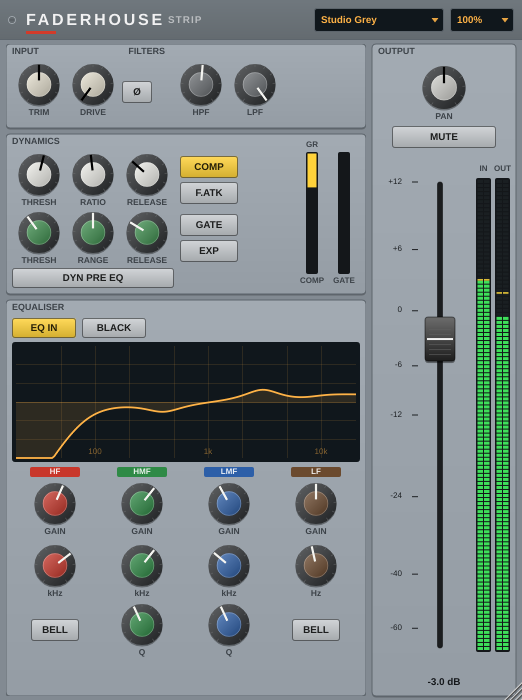 FADERHOUSE STRIP
Studio Grey
100%
INPUT
FILTERS
TRIM
DRIVE
Ø
HPF
LPF
DYNAMICS
THRESH
RATIO
RELEASE
COMP
F.ATK
THRESH
RANGE
RELEASE
GATE
EXP
DYN PRE EQ
GR
COMP
GATE
EQUALISER
EQ IN
BLACK
100
1k
10k
HF
HMF
LMF
LF
GAIN
GAIN
GAIN
GAIN
kHz
kHz
kHz
Hz
BELL
Q
Q
BELL
OUTPUT
PAN
MUTE
IN
OUT
+12
+6
0
-6
-12
-24
-40
-60
-3.0 dB